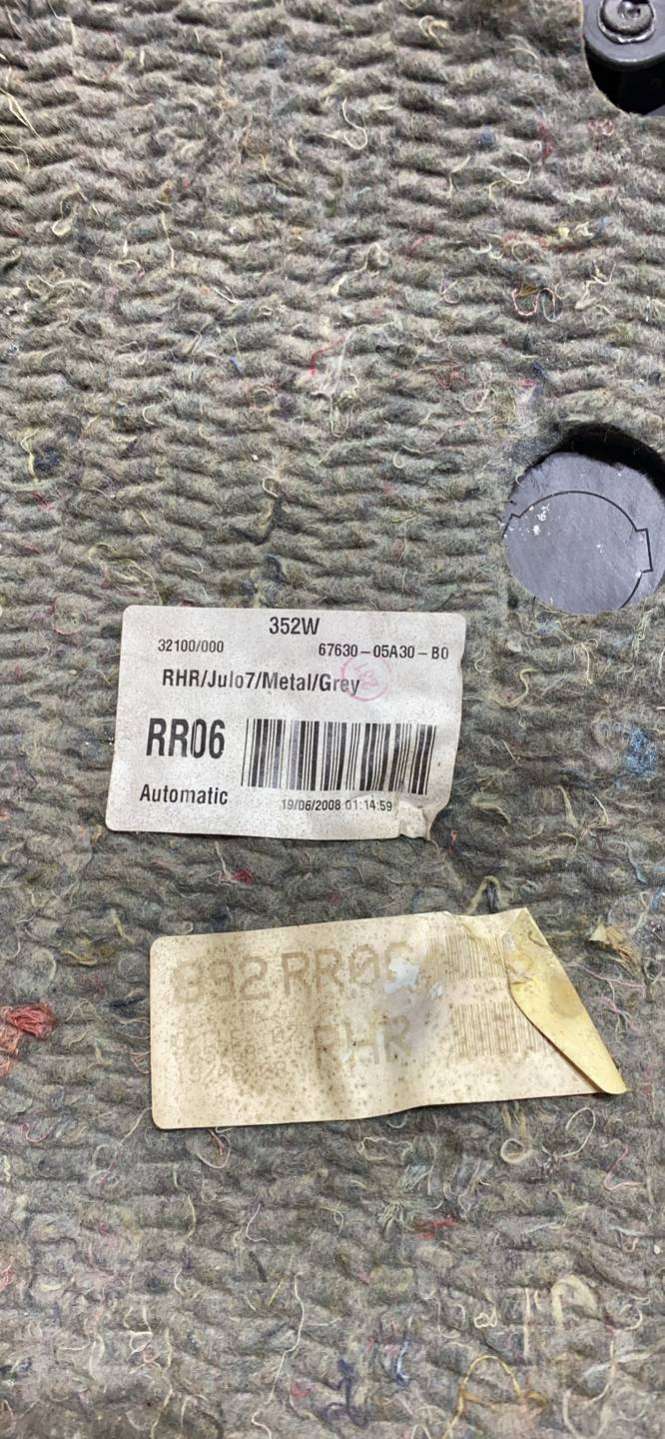 352W
32100/000 67630-05A30-B0
RHR/Julo7/Metal/Grey
RR06
Automatic 19/06/2008 01:14:59
RHR